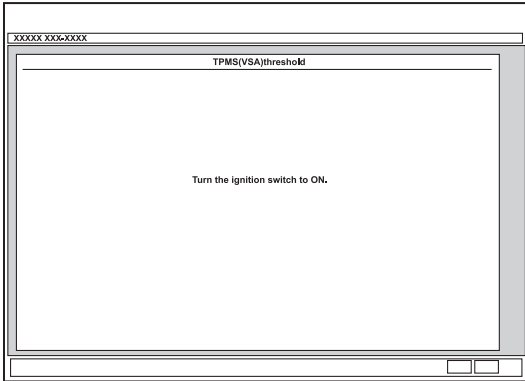 XXXXX XXX-XXXX
TPMS(VSA)threshold
Turn the ignition switch to ON.